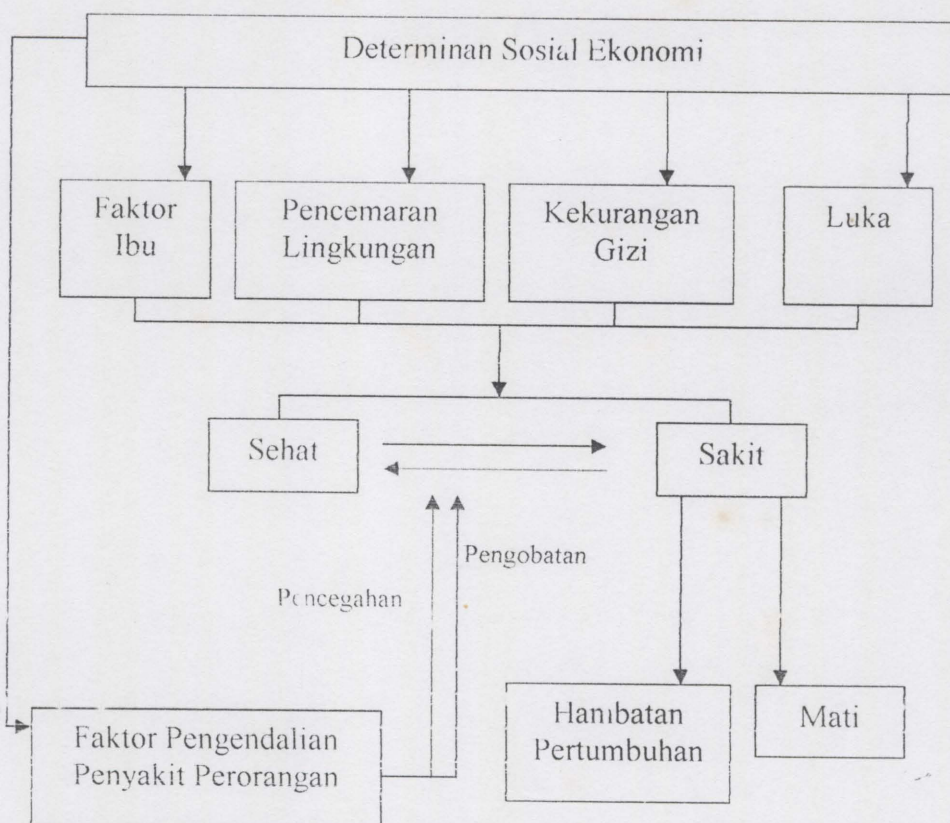 Determinan Sosial Ekonomi
Faktor
Ibu
Pencemaran
Lingkungan
Kekurangan
Gizi
Luka
Sehat
Sakit
Pengobatan
Pencegahan
Hambatan
Pertumbuhan
Mati
Faktor Pengendalian
Penyakit Perorangan